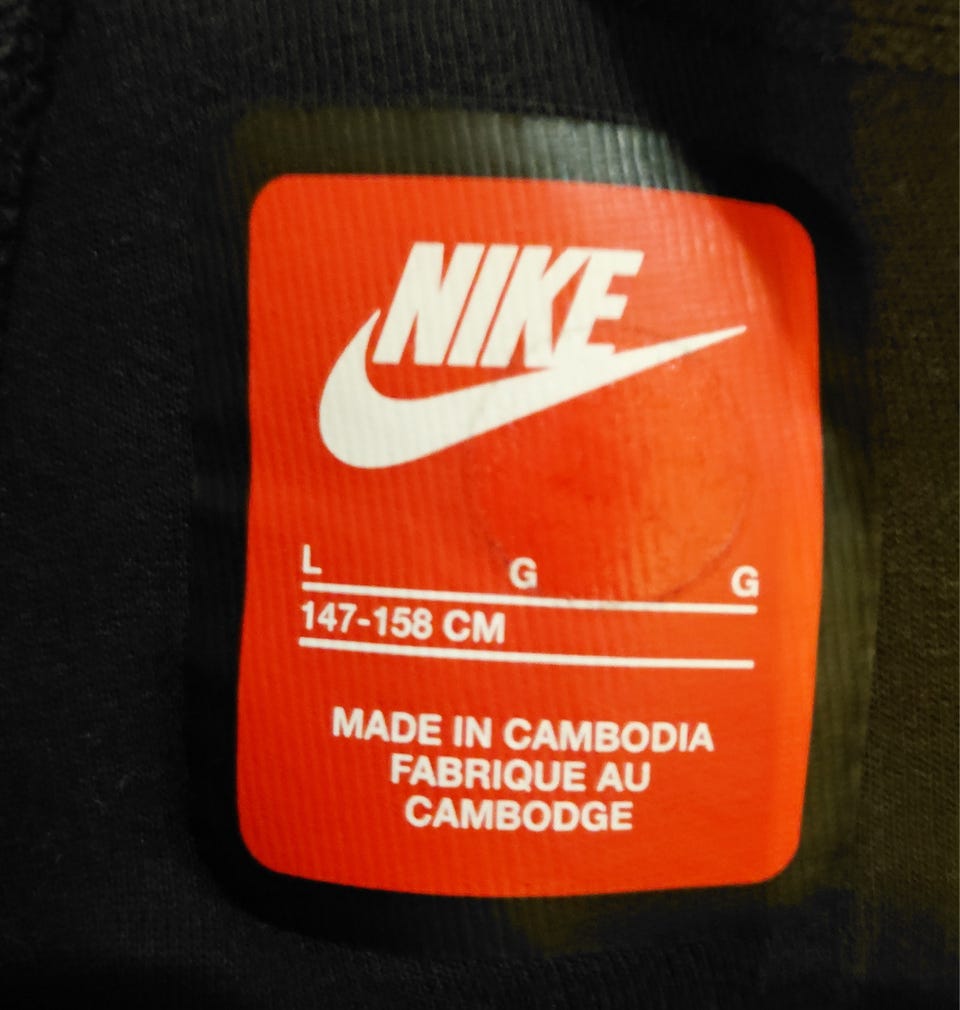 NIKE
L G G
147-158 CM
MADE IN CAMBODIA
FABRIQUE AU
CAMBODGE